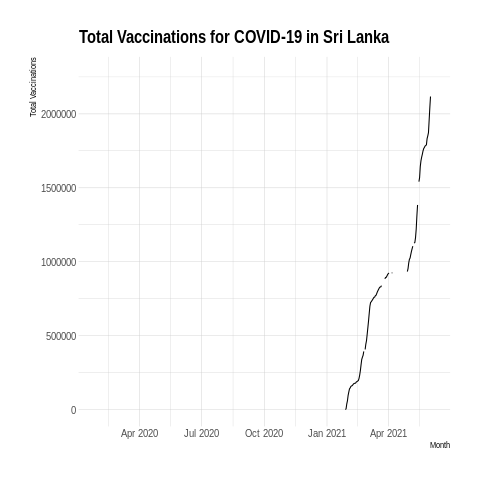 Total Vaccinations for COVID-19 in Sri Lanka
Total Vaccinations
2000000
1500000
1000000
500000
0
Apr 2020 Jul 2020 Oct 2020 Jan 2021 Apr 2021
Month